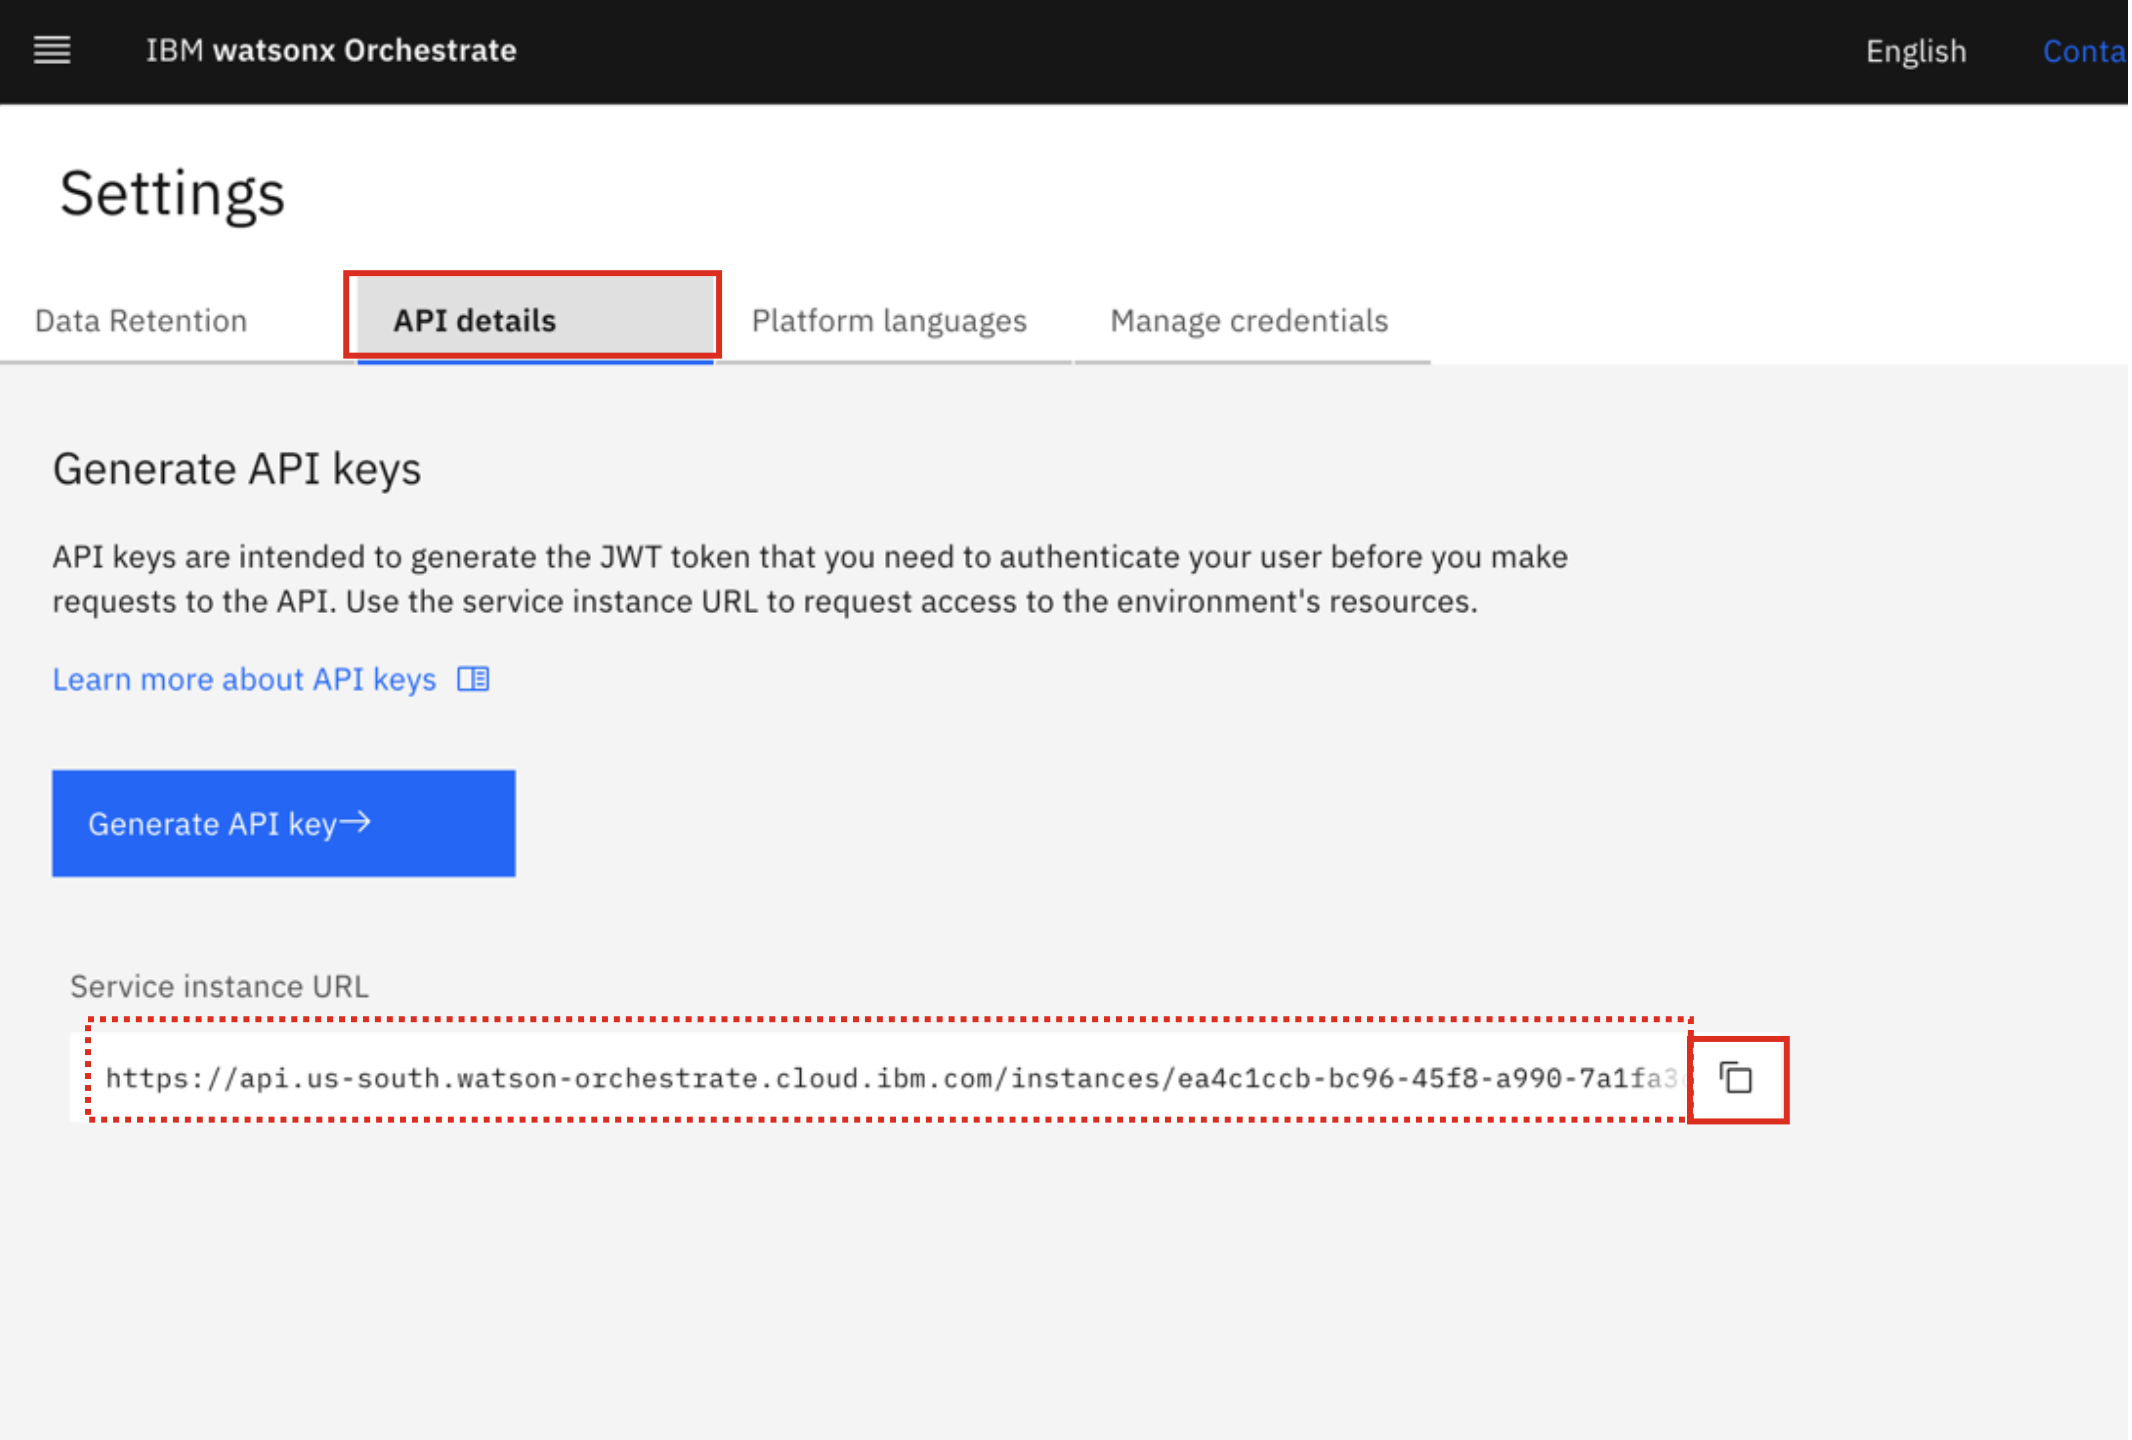 IBM watsonx Orchestrate
English
Conta
Settings
Data Retention
API details
Platform languages
Manage credentials
Generate API keys
API keys are intended to generate the JWT token that you need to authenticate your user before you make
requests to the API. Use the service instance URL to request access to the environment's resources.
Learn more about API keys
Generate API key→
Service instance URL
https://api.us-south.watson-orchestrate.cloud.ibm.com/instances/ea4c1ccb-bc96-45f8-a990-7a1fa3